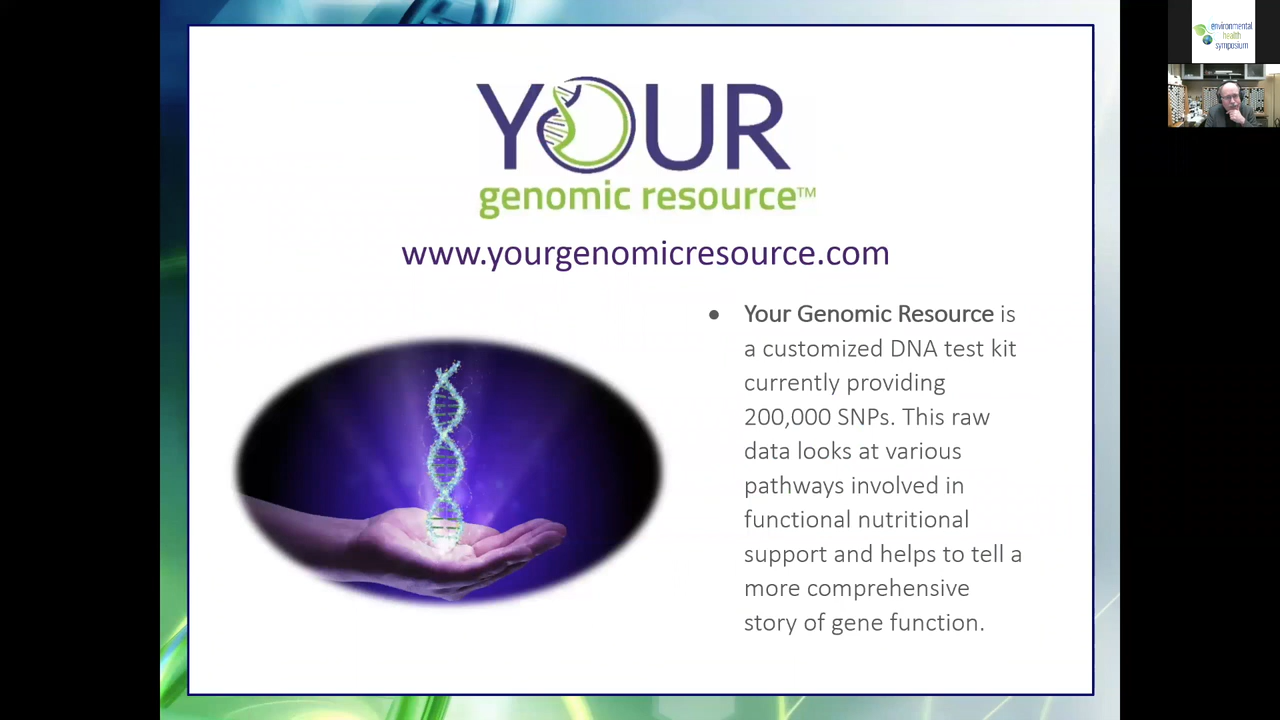 YOUR
genomic resource™
www.yourgenomicresource.com
● Your Genomic Resource is
a customized DNA test kit
currently providing
200,000 SNPs. This raw
data looks at various
pathways involved in
functional nutritional
support and helps to tell a
more comprehensive
story of gene function.
environmental
health
symposium